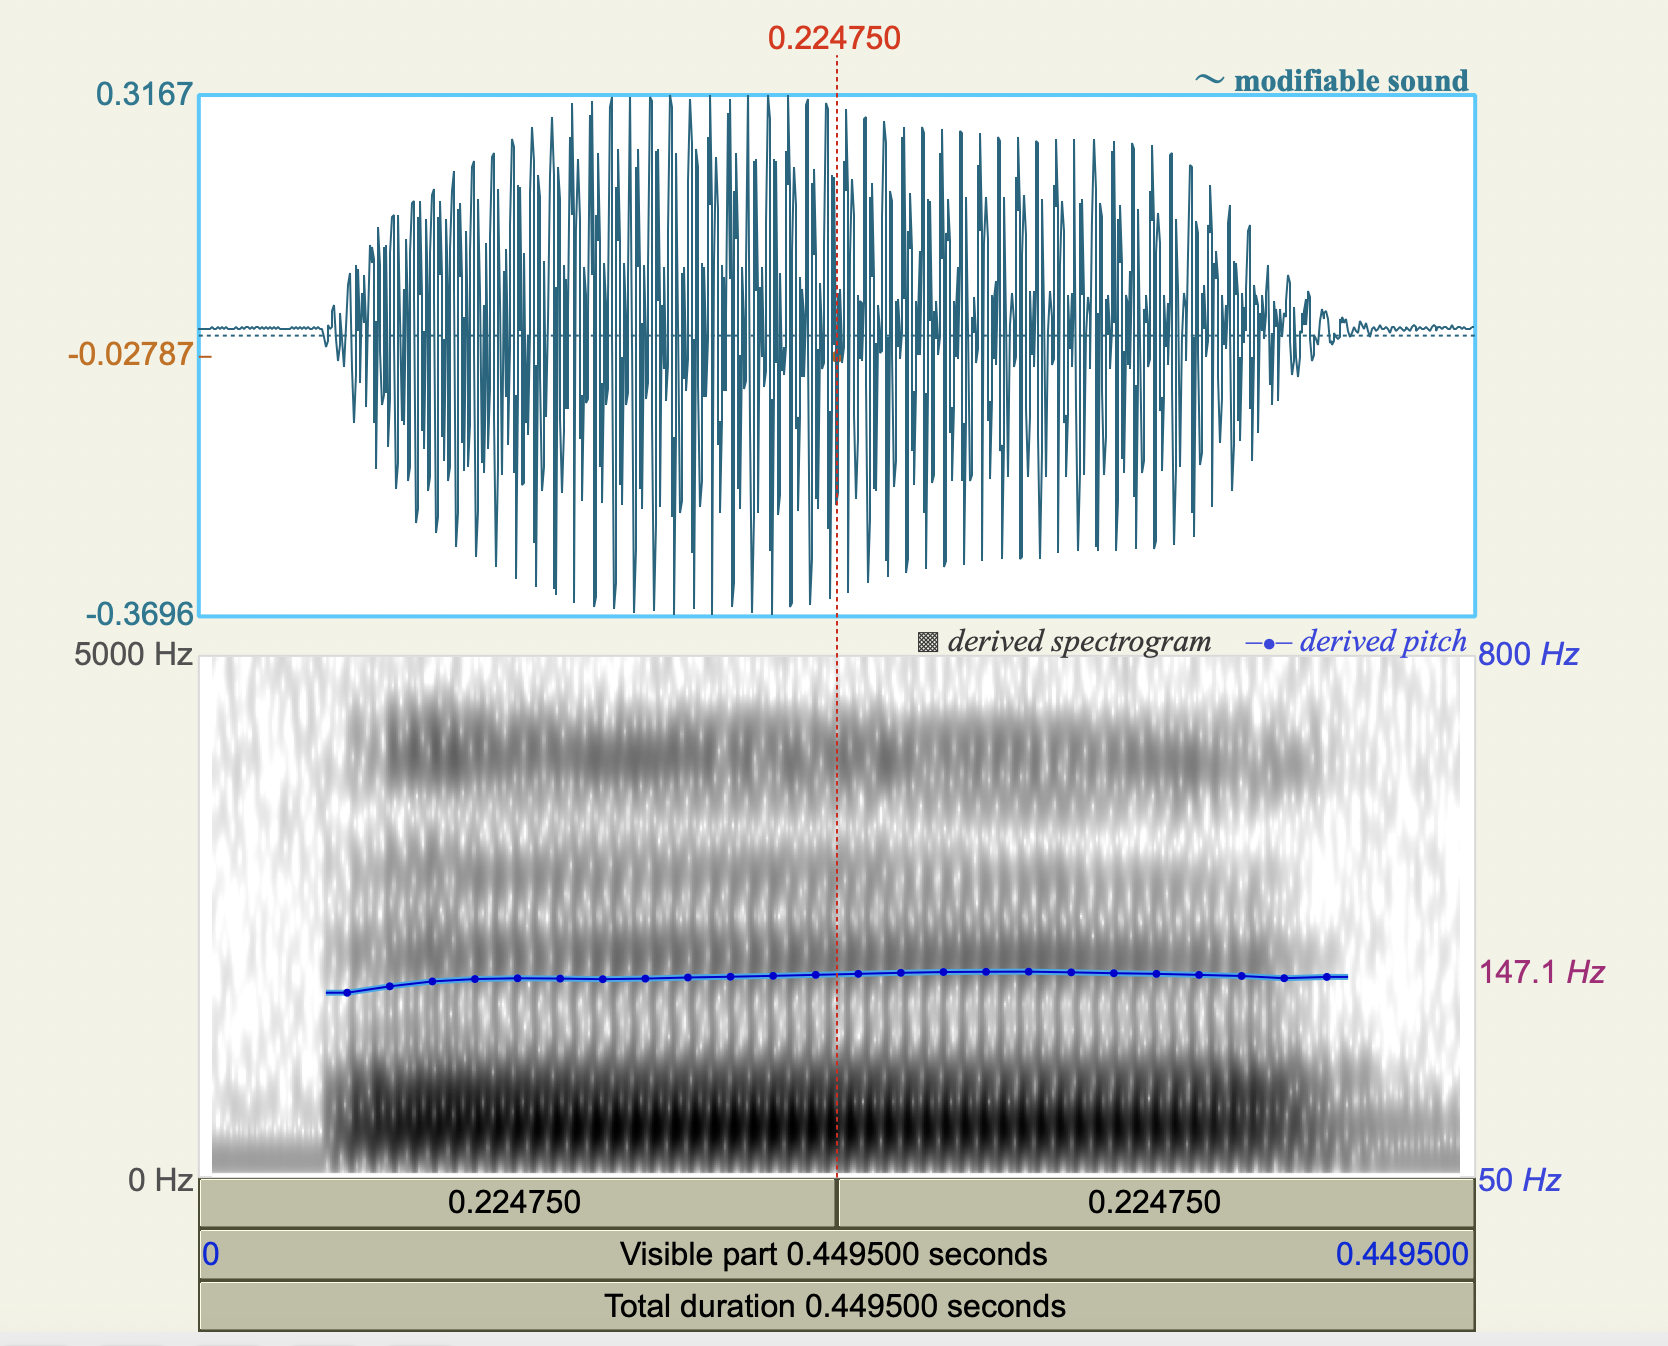 0.224750
~ modifiable sound
0.3167
-0.02787
-0.3696
derived spectrogram derived pitch
5000 Hz 800 Hz
147.1 Hz
0 Hz 50 Hz
0.224750 0.224750
0 Visible part 0.449500 seconds 0.449500
Total duration 0.449500 seconds